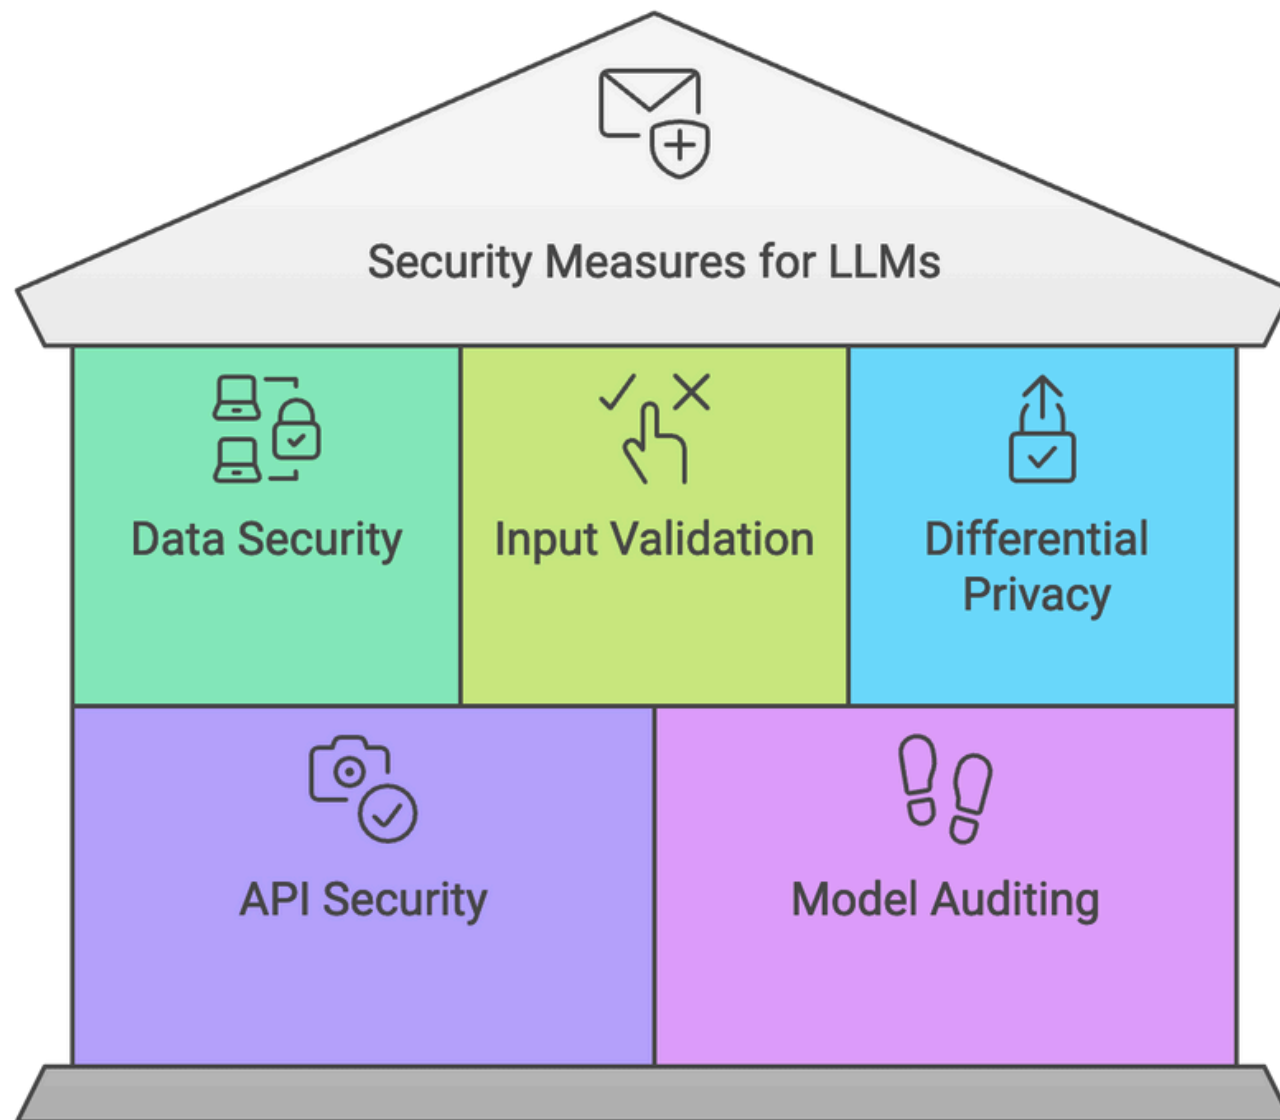 Security Measures for LLMs
Data Security
Input Validation
Differential
Privacy
API Security
Model Auditing